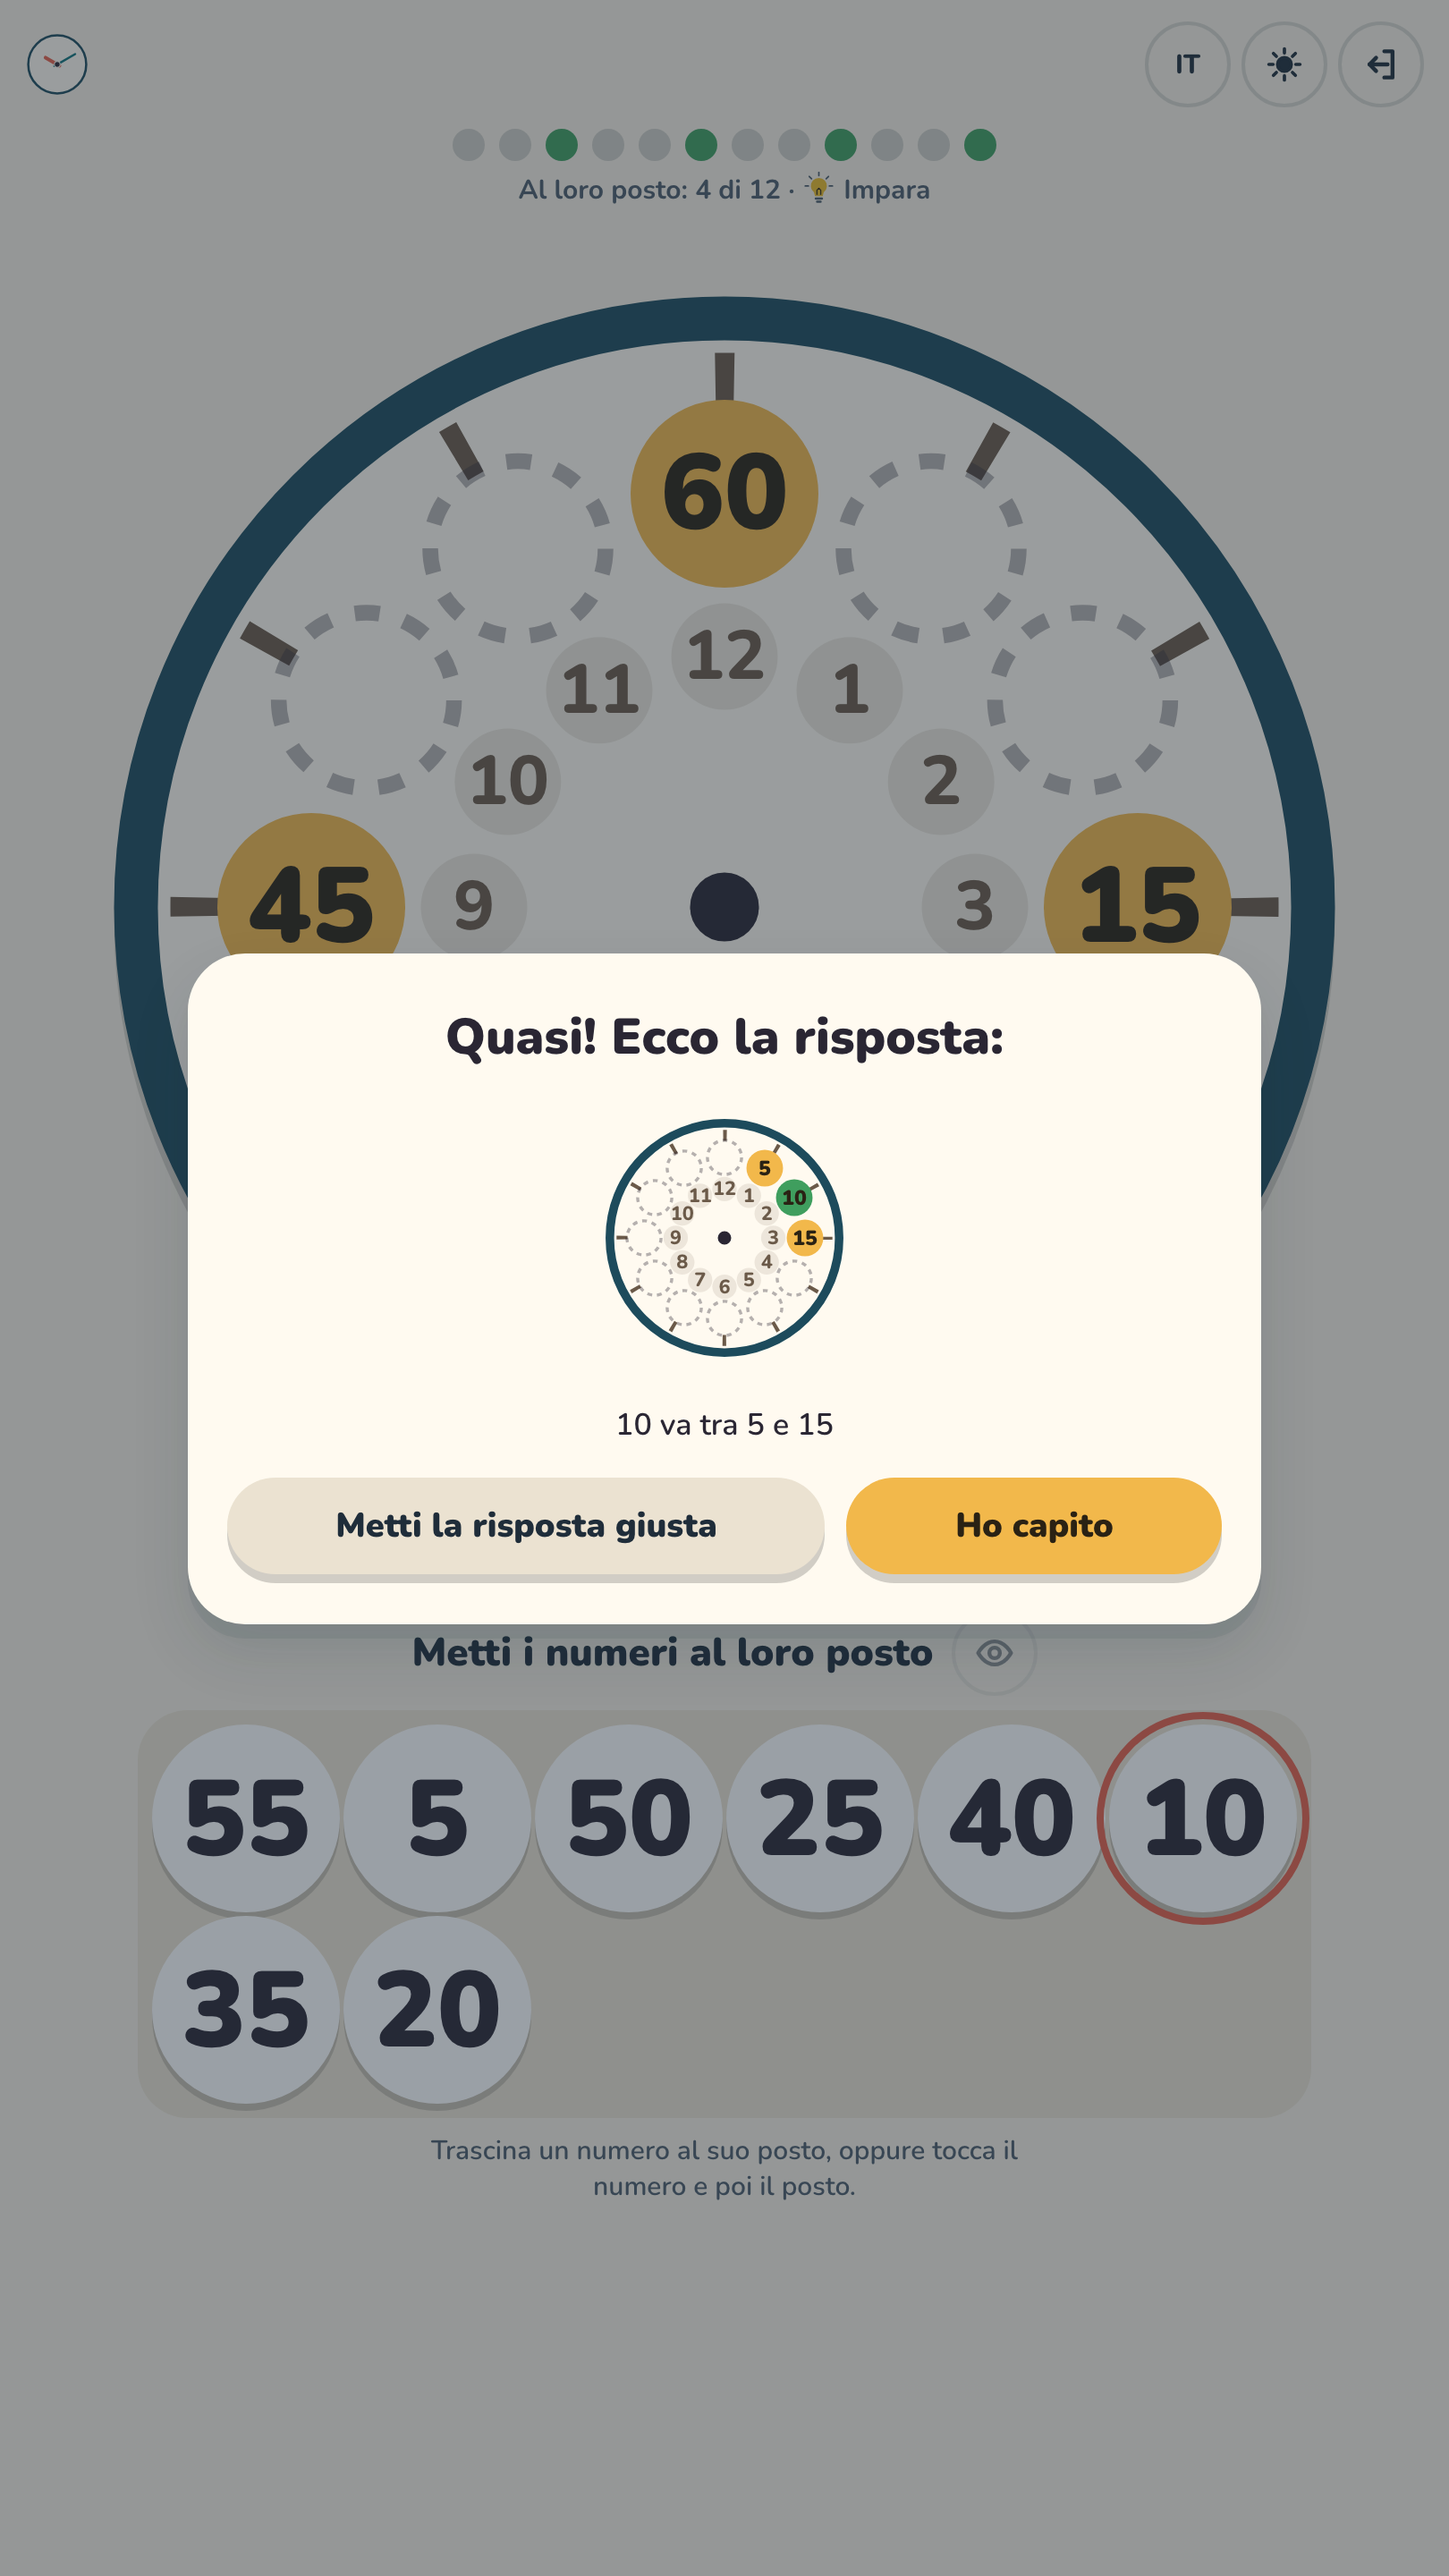 IT
Al loro posto: 4 di 12 · Impara
60
12
11
1
10
2
45
9
3
15
Quasi! Ecco la risposta:
5
12
11
1
10
10
2
9
3
15
8
4
7
5
6
10 va tra 5 e 15
Metti la risposta giusta
Ho capito
Metti i numeri al loro posto
55 5 50 25 40 10
35 20
Trascina un numero al suo posto, oppure tocca il
numero e poi il posto.